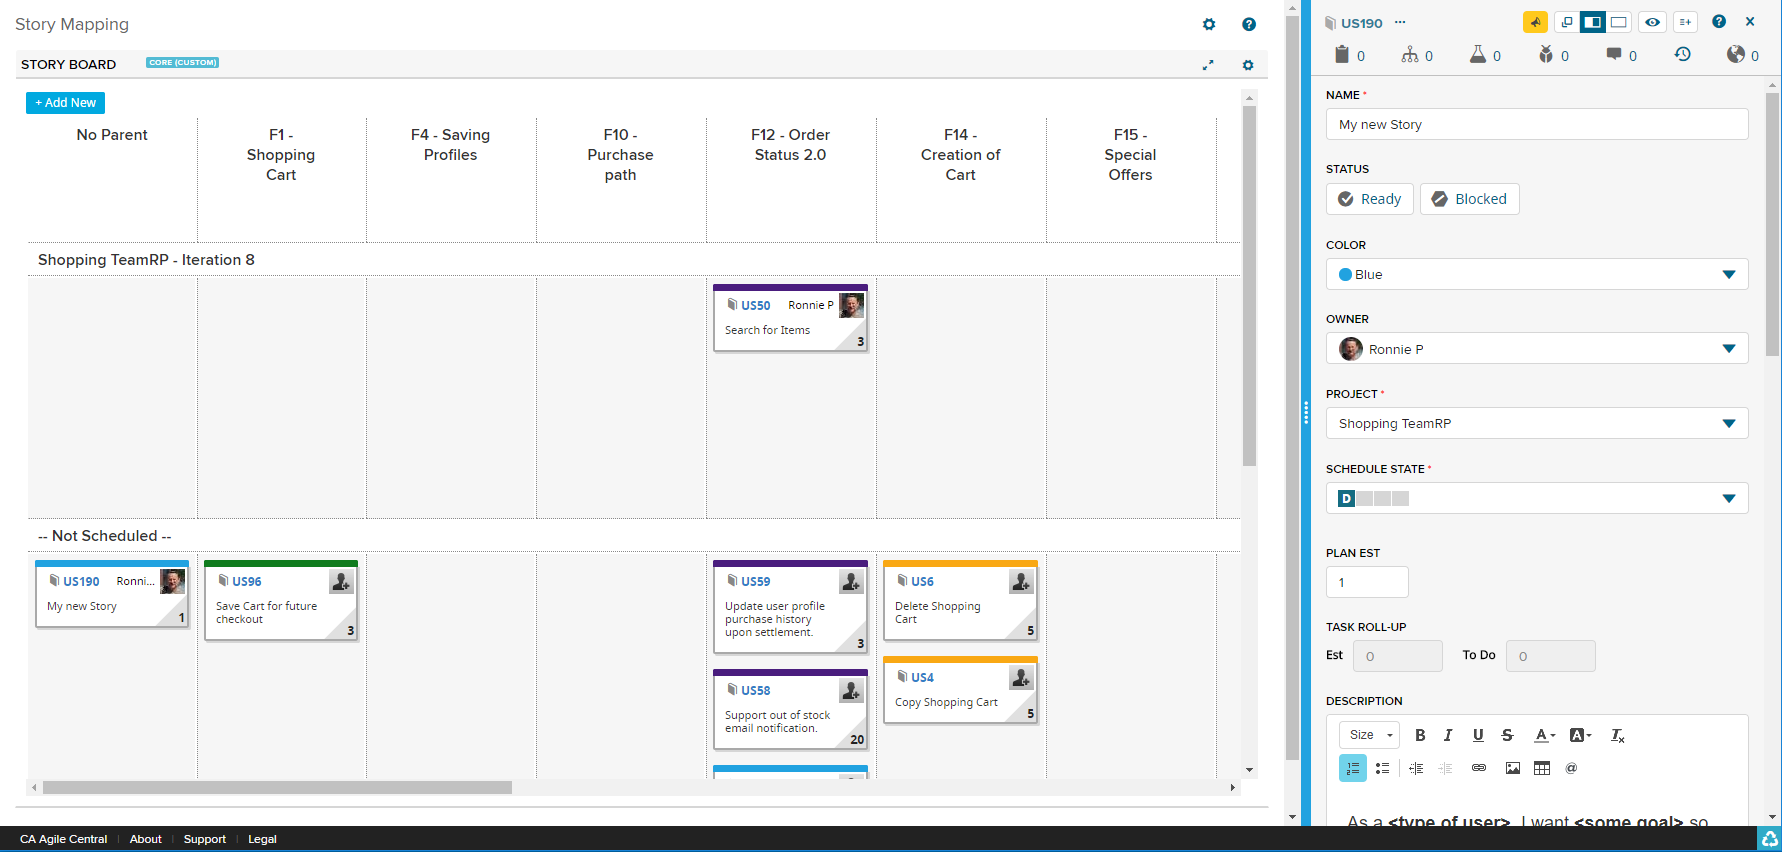 Story Mapping
STORY BOARD
CORE (CUSTOM)
+ Add New
No Parent
F1 -
Shopping
Cart
F4 - Saving
Profiles
F10 -
Purchase
path
F12 - Order
Status 2.0
F14 -
Creation of
Cart
F15 -
Special
Offers
Shopping TeamRP - Iteration 8
US50 Ronnie P
Search for Items
3
-- Not Scheduled --
US190 Ronni...
My new Story
1
US96
Save Cart for future
checkout
3
US59
Update user profile
purchase history
upon settlement.
3
US58
Support out of stock
email notification.
20
US6
Delete Shopping
Cart
5
US4
Copy Shopping Cart
5
US190 ...
0 0 0 0 0 0
NAME *
My new Story
STATUS
Ready Blocked
COLOR
Blue
OWNER
Ronnie P
PROJECT *
Shopping TeamRP
SCHEDULE STATE *
D
PLAN EST
1
TASK ROLL-UP
Est 0 To Do 0
DESCRIPTION
Size B I U S A A Tx
@
As a <type of user>, I want <some goal> so
CA Agile Central About Support Legal